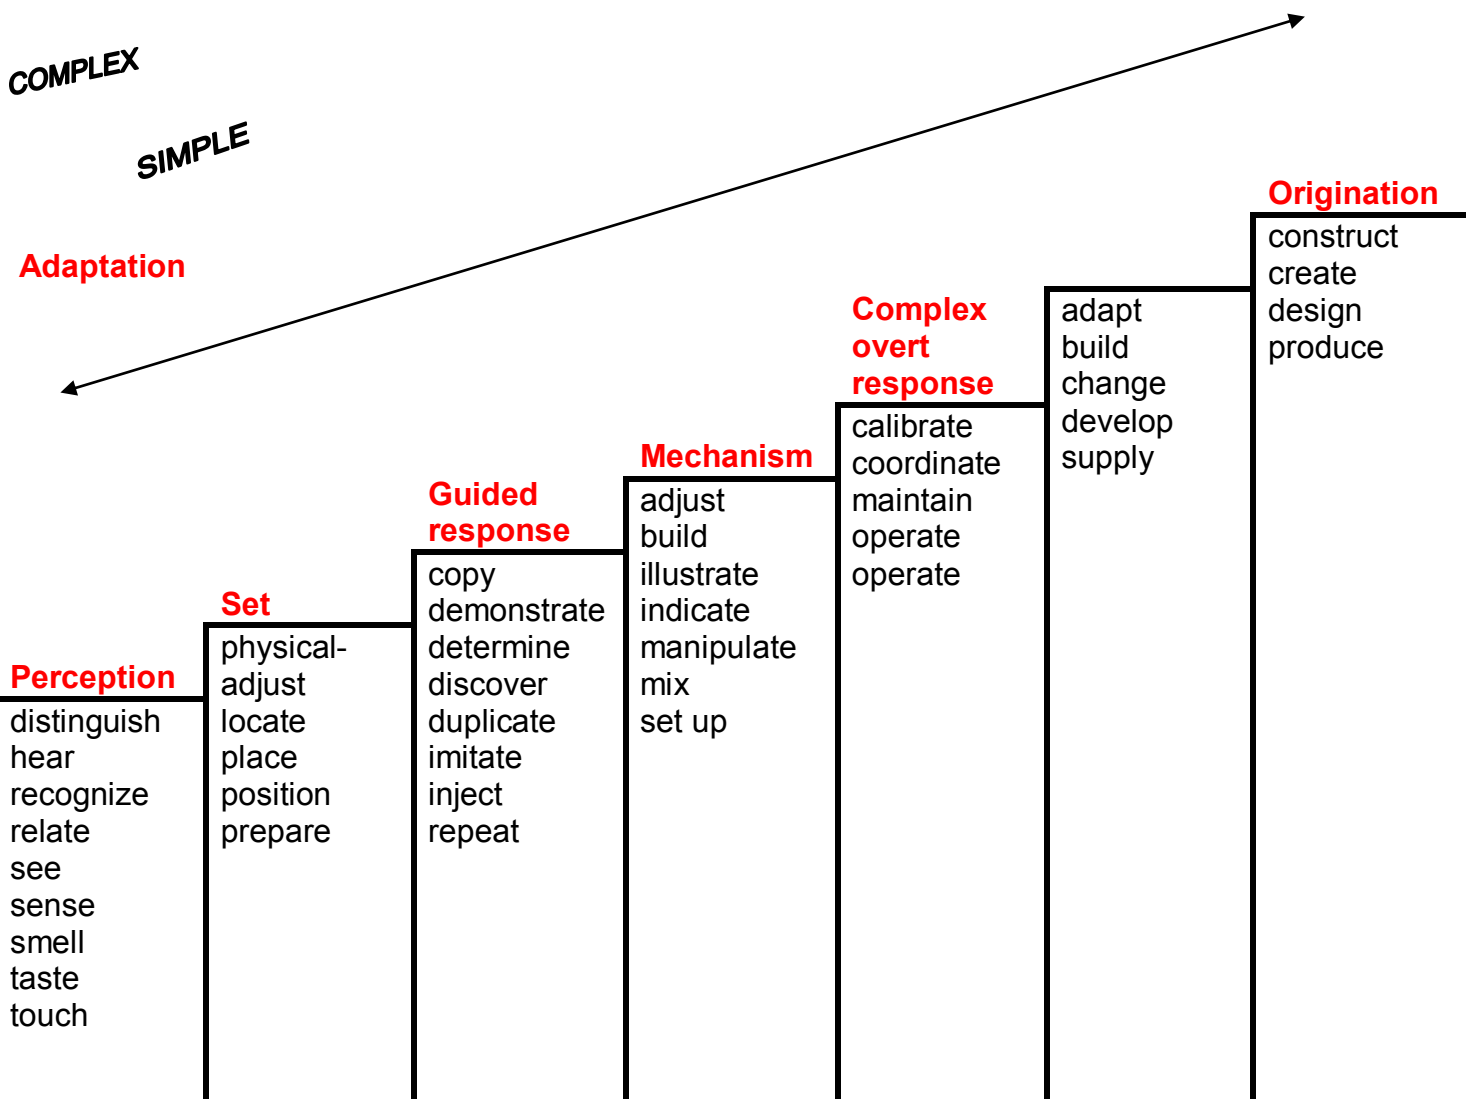 COMPLEX
SIMPLE
Adaptation
Perception
distinguish
hear
recognize
relate
see
sense
smell
taste
touch
Set
physical-
adjust
locate
place
position
prepare
Guided
response
copy
demonstrate
determine
discover
duplicate
imitate
inject
repeat
Mechanism
adjust
build
illustrate
indicate
manipulate
mix
set up
Complex
overt
response
calibrate
coordinate
maintain
operate
operate
adapt
build
change
develop
supply
Origination
construct
create
design
produce